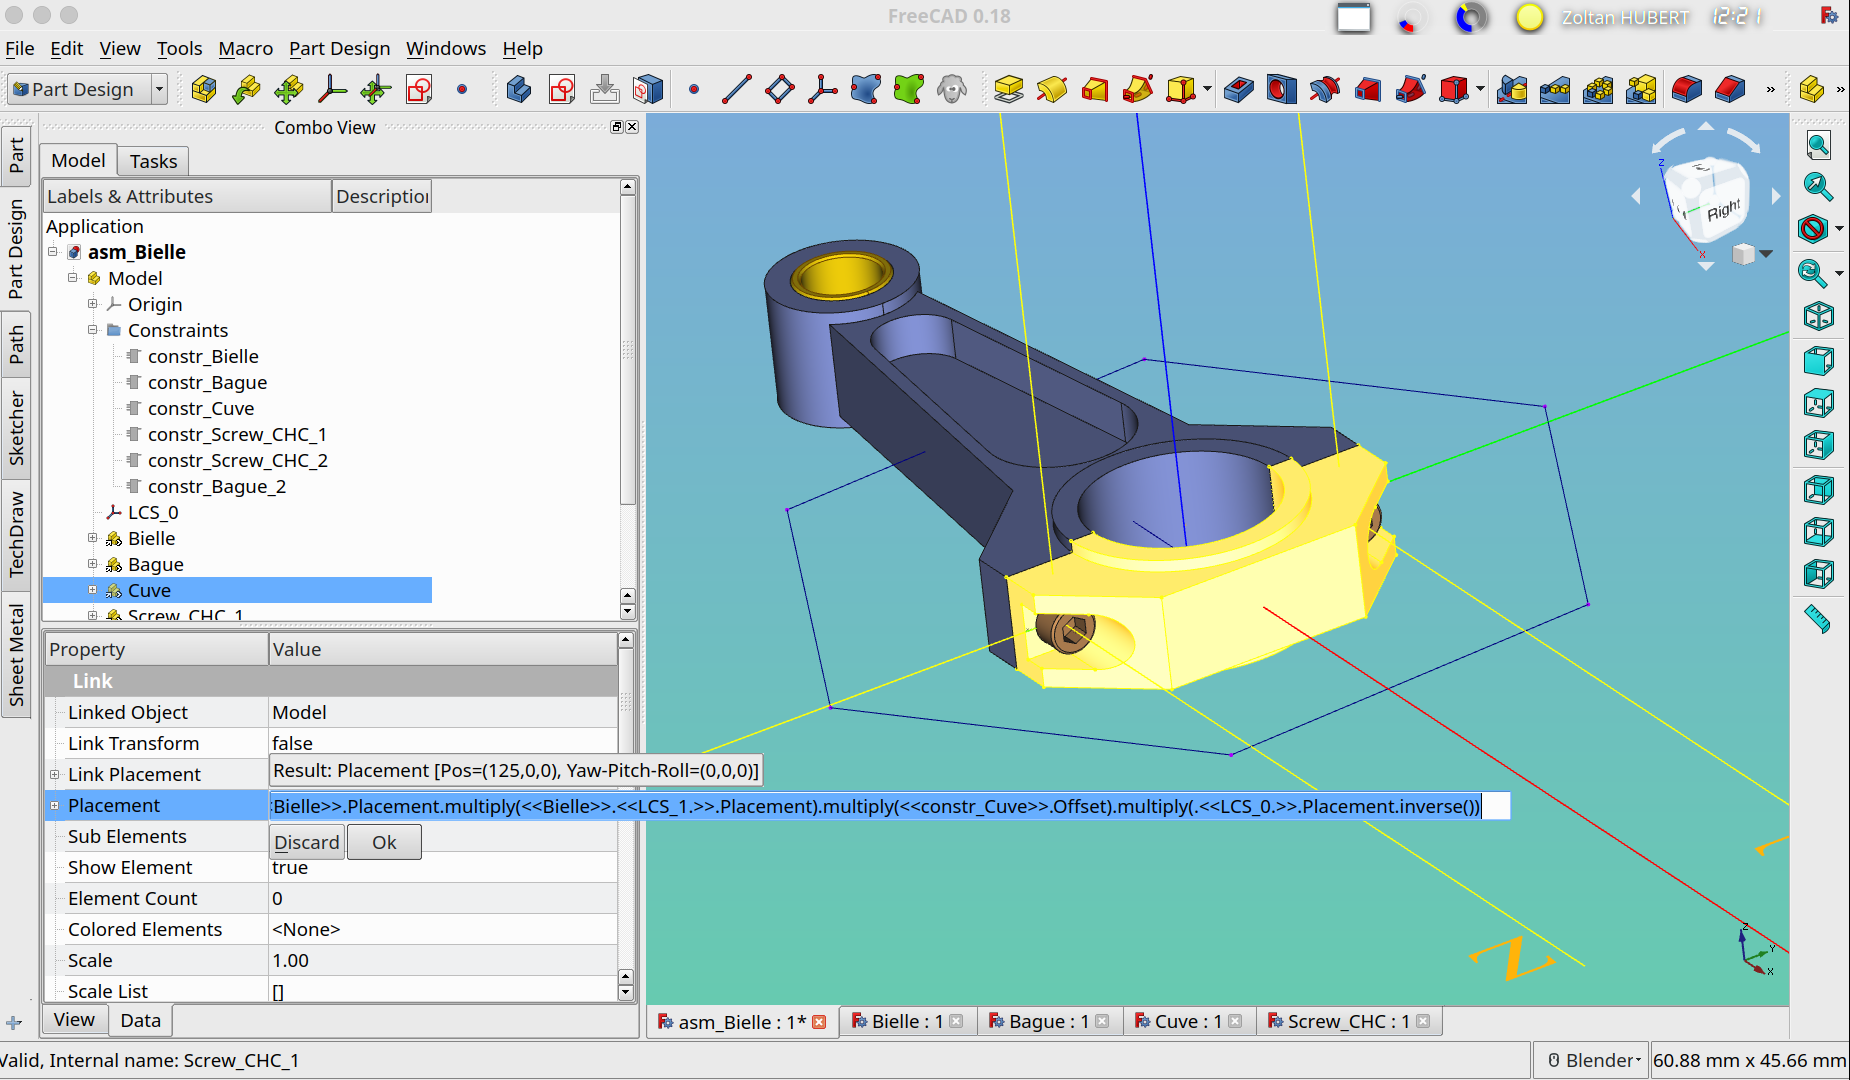 FreeCAD 0.18
Zoltan HUBERT 12:21
File Edit View Tools Macro Part Design Windows Help
Part Design
»
»
Combo View
Part
Part Design
Path
Sketcher
TechDraw
Sheet Metal
Model Tasks
Labels & Attributes Description
Application
asm_Bielle
Model
Origin
Constraints
constr_Bielle
constr_Bague
constr_Cuve
constr_Screw_CHC_1
constr_Screw_CHC_2
constr_Bague_2
LCS_0
Bielle
Bague
Cuve
Screw_CHC_1
Property Value
Link
Linked Object Model
Link Transform false
Link Placement
Result: Placement [Pos=(125,0,0), Yaw-Pitch-Roll=(0,0,0)]
Placement :Bielle>>.Placement.multiply(<<Bielle>>.<<LCS_1.>>.Placement).multiply(<<constr_Cuve>>.Offset).multiply(.<<LCS_0.>>.Placement.inverse())
Sub Elements
Discard Ok
Show Element true
Element Count 0
Colored Elements <None>
Scale 1.00
Scale List []
View Data
Z
Right
X
Z
Z
Y
X
asm_Bielle : 1* Bielle : 1 Bague : 1 Cuve : 1 Screw_CHC : 1
Valid, Internal name: Screw_CHC_1
Blender 60.88 mm x 45.66 mm